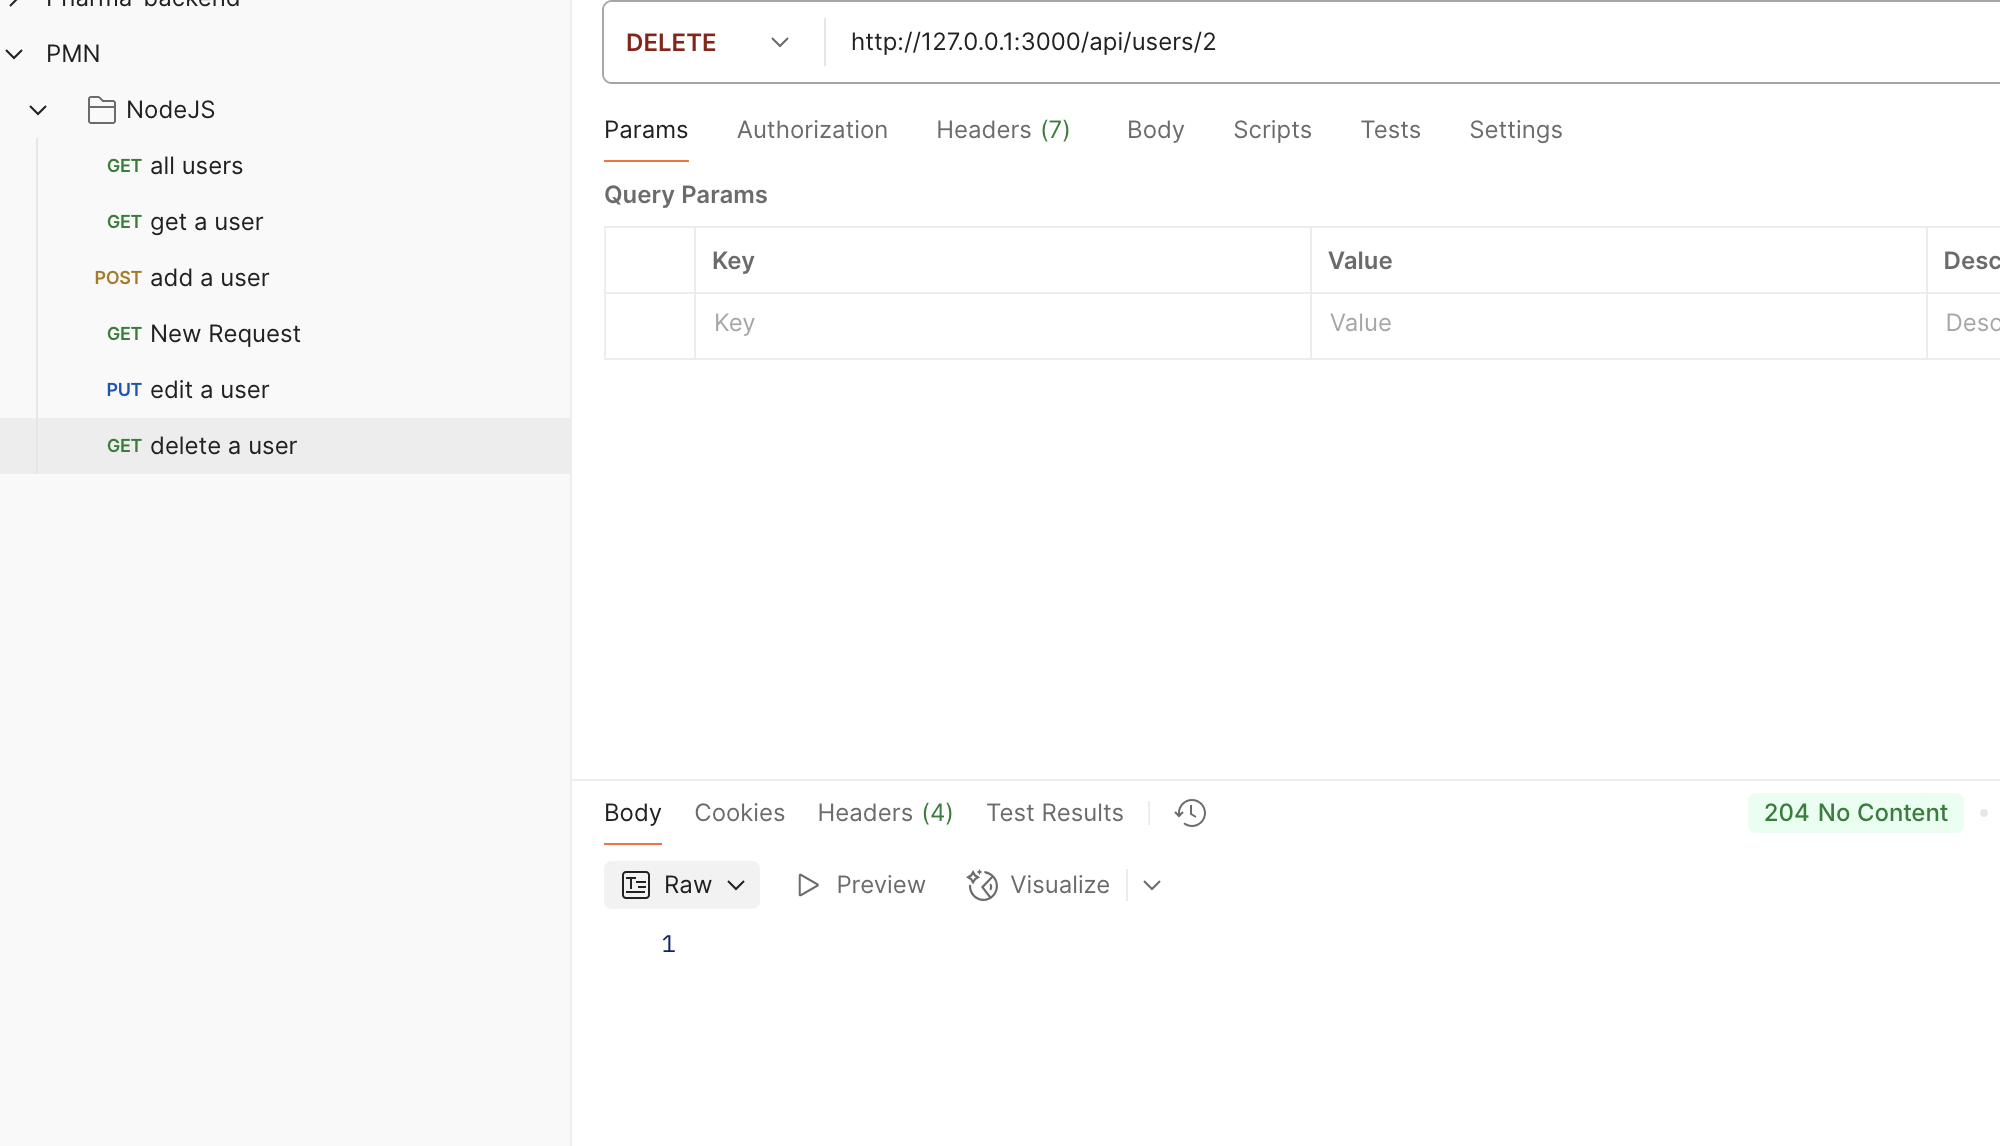 Pharma-backend
PMN
NodeJS
GET all users
GET get a user
POST add a user
GET New Request
PUT edit a user
GET delete a user
DELETE http://127.0.0.1:3000/api/users/2
Params Authorization Headers (7) Body Scripts Tests Settings
Query Params
Key Value Desc
Key Value Desc
Body Cookies Headers (4) Test Results 204 No Content
Raw Preview Visualize
1